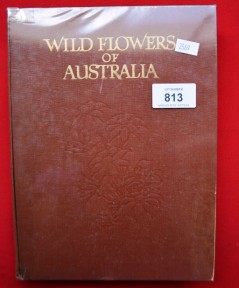 WILD FLOWERS
OF
AUSTRALIA
LOT NUMBER
813